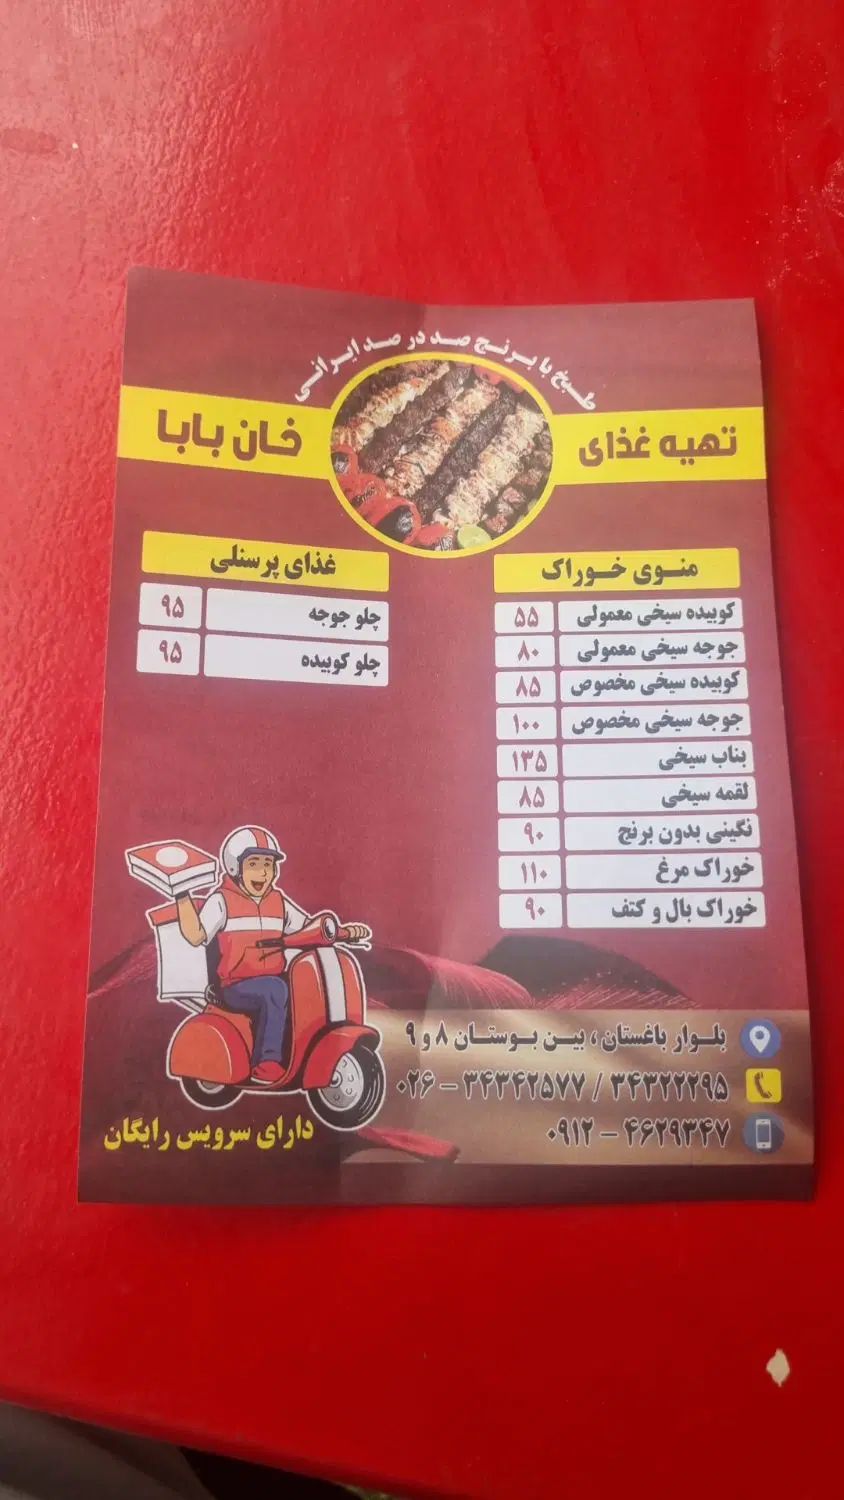 طبخ با برنج صد در صد ایرانی
تهیه غذای خان بابا
منوی خوراک
کوبیده سیخی معمولی ۵۵
جوجه سیخی معمولی ۸۰
کوبیده سیخی مخصوص ۸۵
جوجه سیخی مخصوص ۱۰۰
بناب سیخی ۱۳۵
لقمه سیخی ۸۵
نگینی بدون برنج ۹۰
خوراک مرغ ۱۱۰
خوراک بال و کتف ۹۰
غذای پرسنلی
چلو جوجه ۹۵
چلو کوبیده ۹۵
بلوار باغستان، بین بوستان ۸ و ۹
۰۲۶ - ۳۴۳۴۲۵۷۷ / ۳۴۳۲۲۲۹۵
۰۹۱۲ - ۴۶۲۹۳۴۷
دارای سرویس رایگان